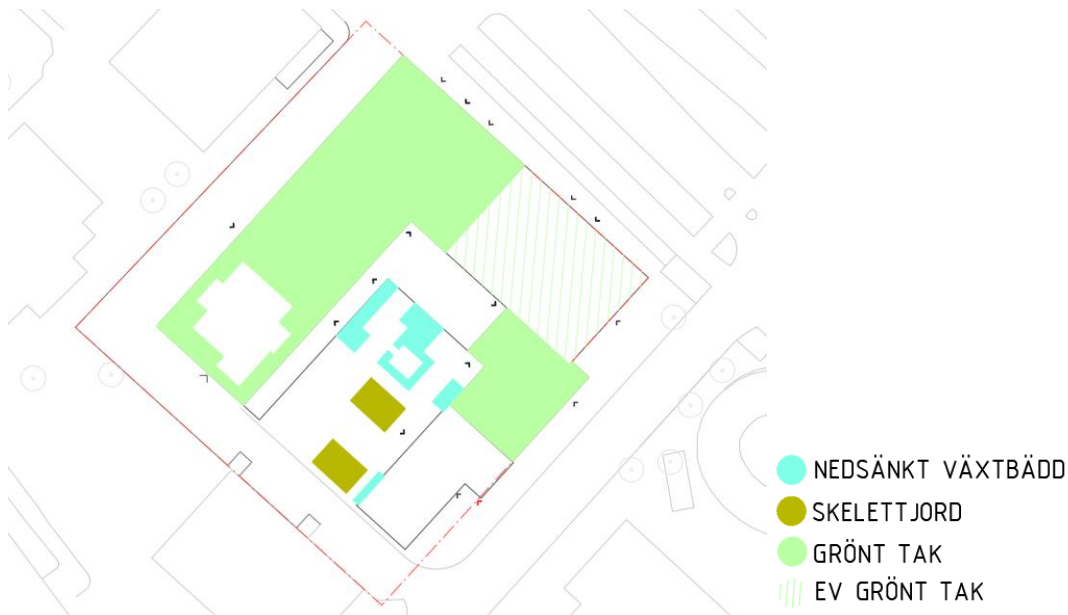 NEDSÄNKT VÄXTBÄDD
SKELETTJORD
GRÖNT TAK
EV GRÖNT TAK